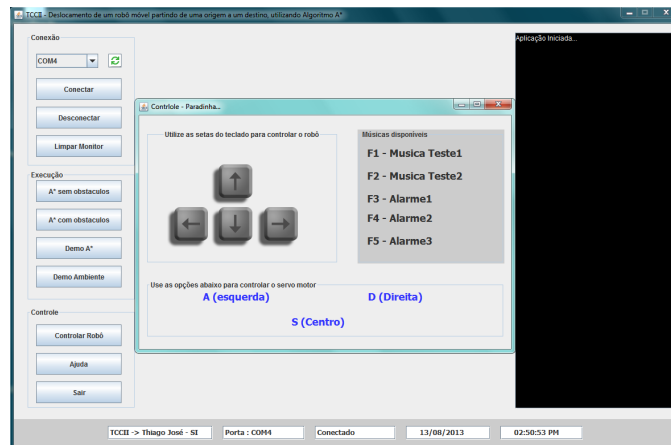 TCCII - Deslocamento de um robô móvel partindo de uma origem a um destino, utilizando Algoritmo A*
Conexão
COM4
Conectar
Desconectar
Limpar Monitor
Execução
A* sem obstaculos
A* com obstaculos
Demo A*
Demo Ambiente
Controle
Controlar Robô
Ajuda
Sair
Contrlole - Paradinha...
Utilize as setas do teclado para controlar o robô
Músicas disponíveis
F1 - Musica Teste1
F2 - Musica Teste2
F3 - Alarme1
F4 - Alarme2
F5 - Alarme3
Use as opções abaixo para controlar o servo motor
A (esquerda) D (Direita)
S (Centro)
Aplicação Iniciada...
TCCII -> Thiago José - SI Porta : COM4 Conectado 13/08/2013 02:50:53 PM